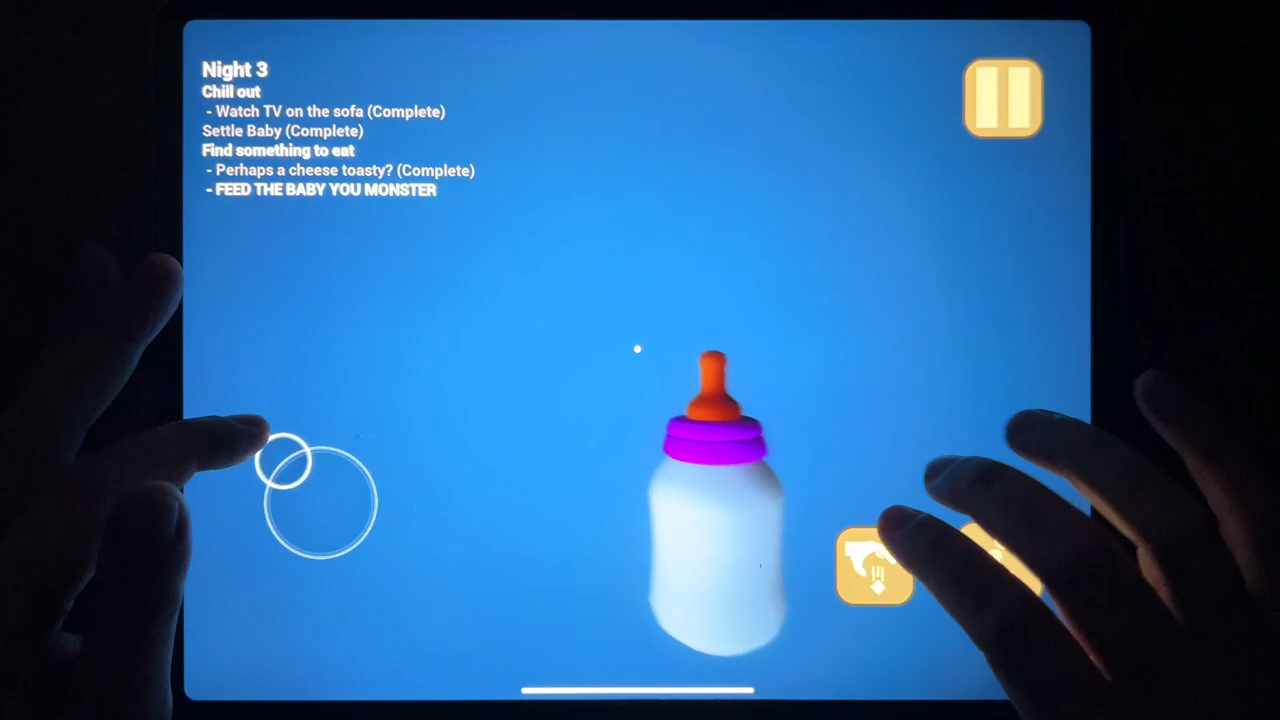 Night 3
Chill out
- Watch TV on the sofa (Complete)
Settle Baby (Complete)
Find something to eat
- Perhaps a cheese toasty? (Complete)
- FEED THE BABY YOU MONSTER